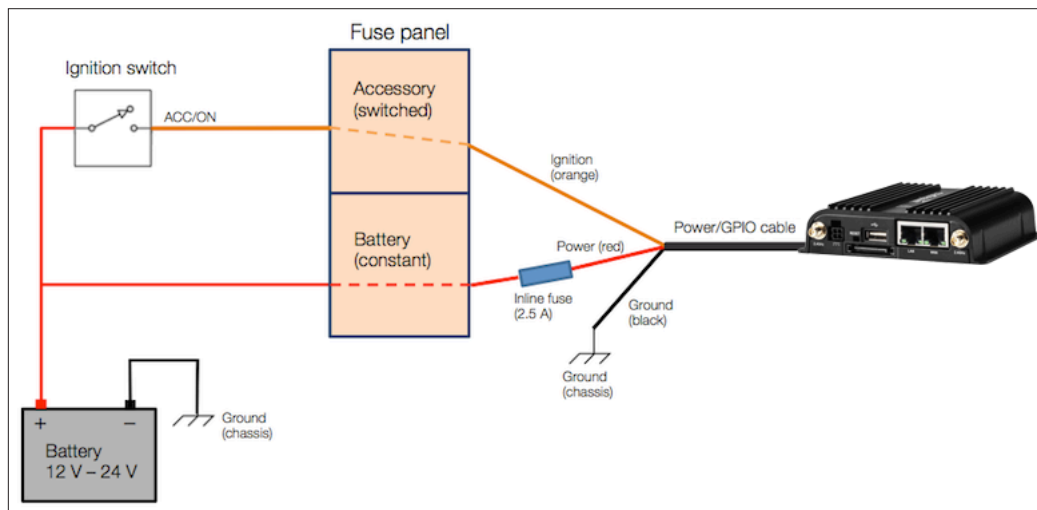 Fuse panel
Ignition switch
Accessory
(switched)
ACC/ON
Ignition
(orange)
Power/GPIO cable
Battery
(constant)
Power (red)
Inline fuse
(2.5 A)
Ground
(black)
Ground
(chassis)
+
–
Ground
(chassis)
Battery
12 V – 24 V